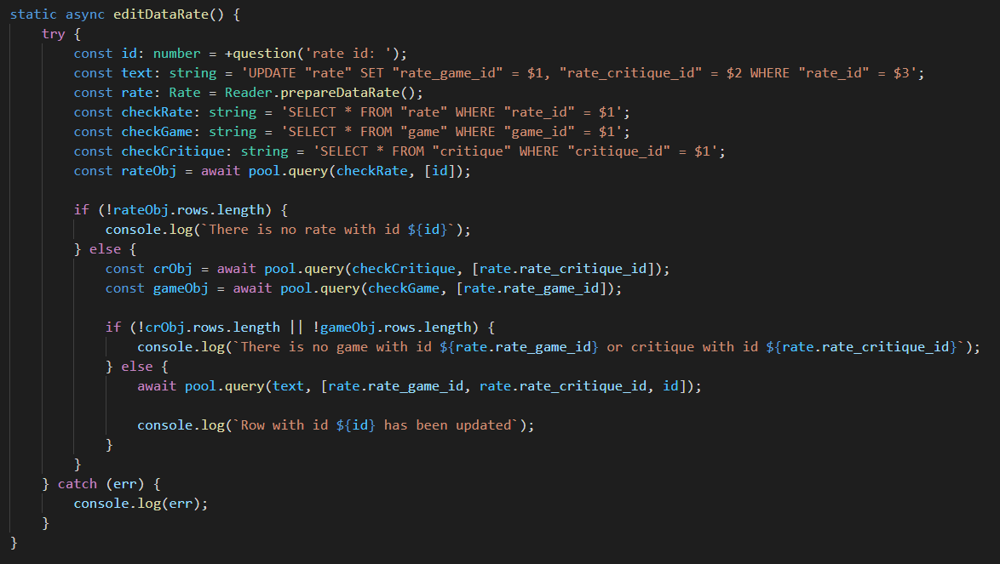 static async editDataRate() {
    try {
        const id: number = +question('rate id: ');
        const text: string = 'UPDATE "rate" SET "rate_game_id" = $1, "rate_critique_id" = $2 WHERE "rate_id" = $3';
        const rate: Rate = Reader.prepareDataRate();
        const checkRate: string = 'SELECT * FROM "rate" WHERE "rate_id" = $1';
        const checkGame: string = 'SELECT * FROM "game" WHERE "game_id" = $1';
        const checkCritique: string = 'SELECT * FROM "critique" WHERE "critique_id" = $1';
        const rateObj = await pool.query(checkRate, [id]);

        if (!rateObj.rows.length) {
            console.log(`There is no rate with id ${id}`);
        } else {
            const crObj = await pool.query(checkCritique, [rate.rate_critique_id]);
            const gameObj = await pool.query(checkGame, [rate.rate_game_id]);

            if (!crObj.rows.length || !gameObj.rows.length) {
                console.log(`There is no game with id ${rate.rate_game_id} or critique with id ${rate.rate_critique_id}`);
            } else {
                await pool.query(text, [rate.rate_game_id, rate.rate_critique_id, id]);

                console.log(`Row with id ${id} has been updated`);
            }
        }
    } catch (err) {
        console.log(err);
    }
}